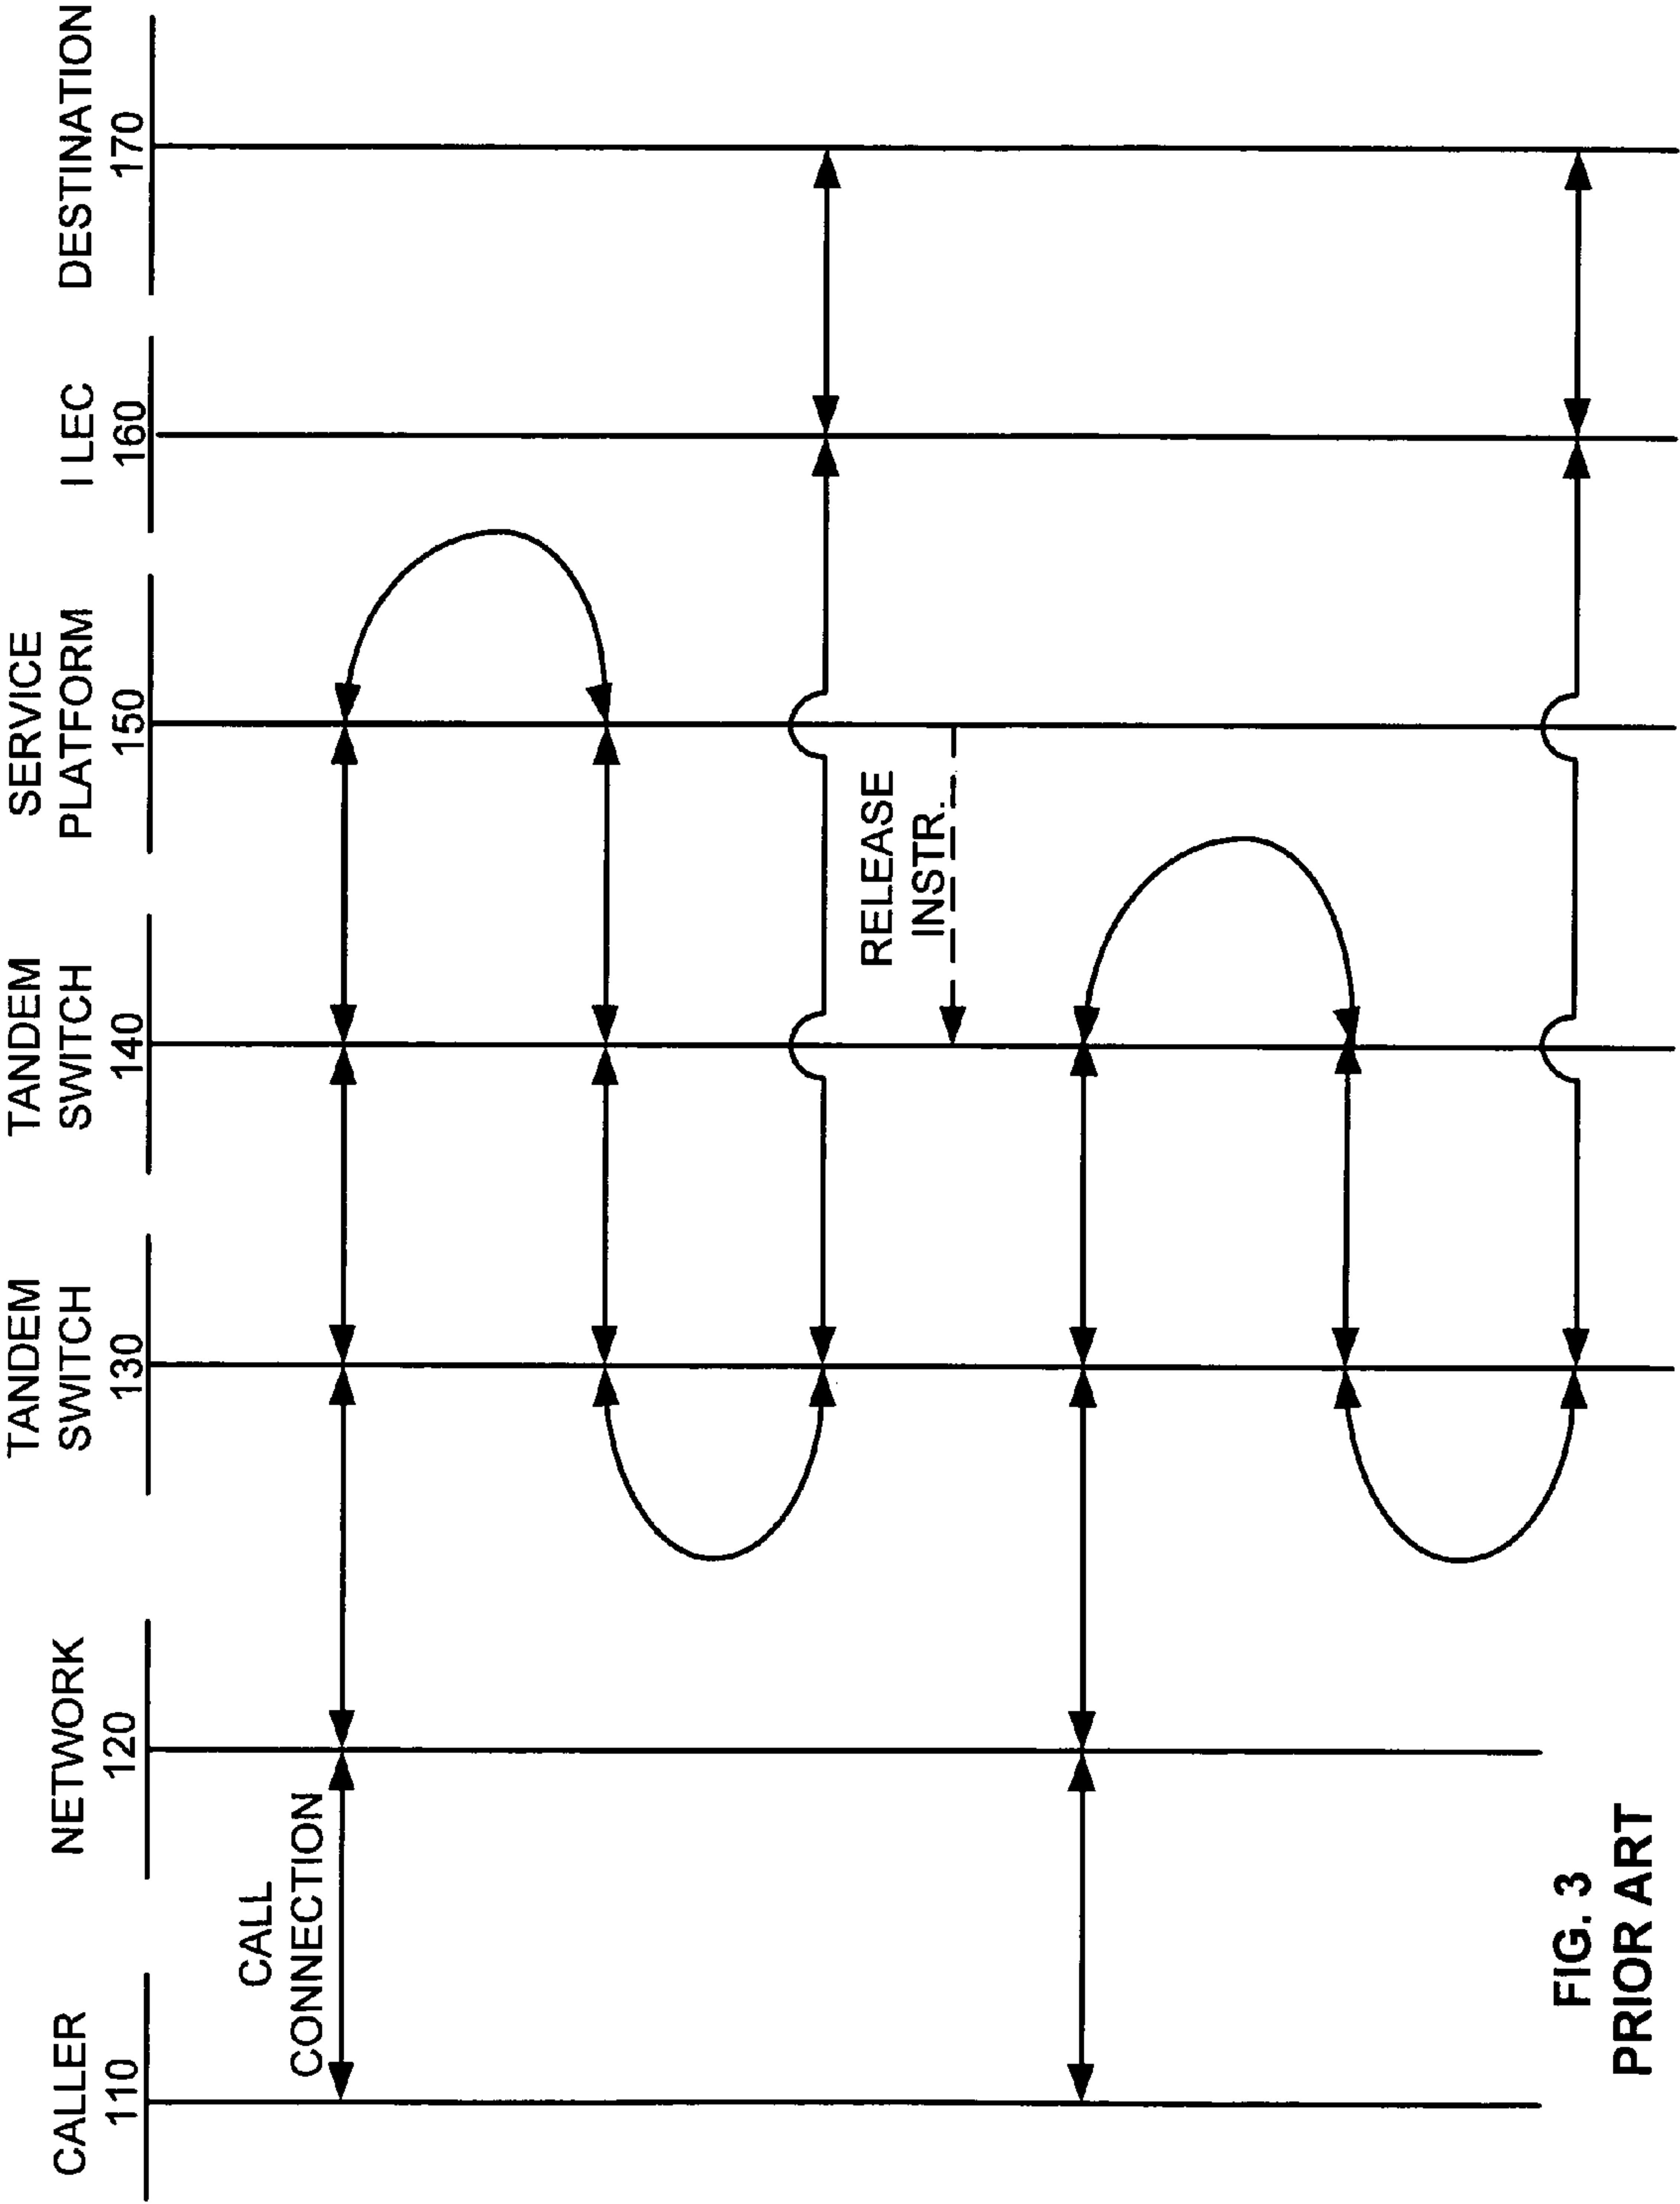 CALLER
110
NETWORK
120
TANDEM
SWITCH
130
TANDEM
SWITCH
140
SERVICE
PLATFORM
150
I LEC
160
DESTINATION
170
CALL
CONNECTION
RELEASE
INSTR.
FIG. 3
PRIOR ART